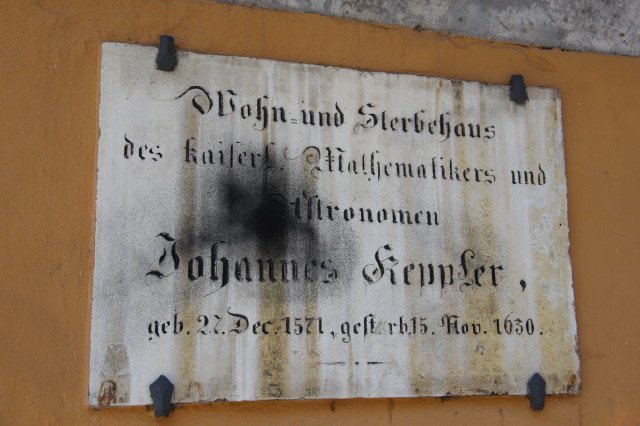 Wohn- und Sterbehaus
des kaiserl. Mathematikers und
Astronomen
Johannes Keppler,
geb. 27. Dec. 1571, gestorb. 15. Nov. 1630.